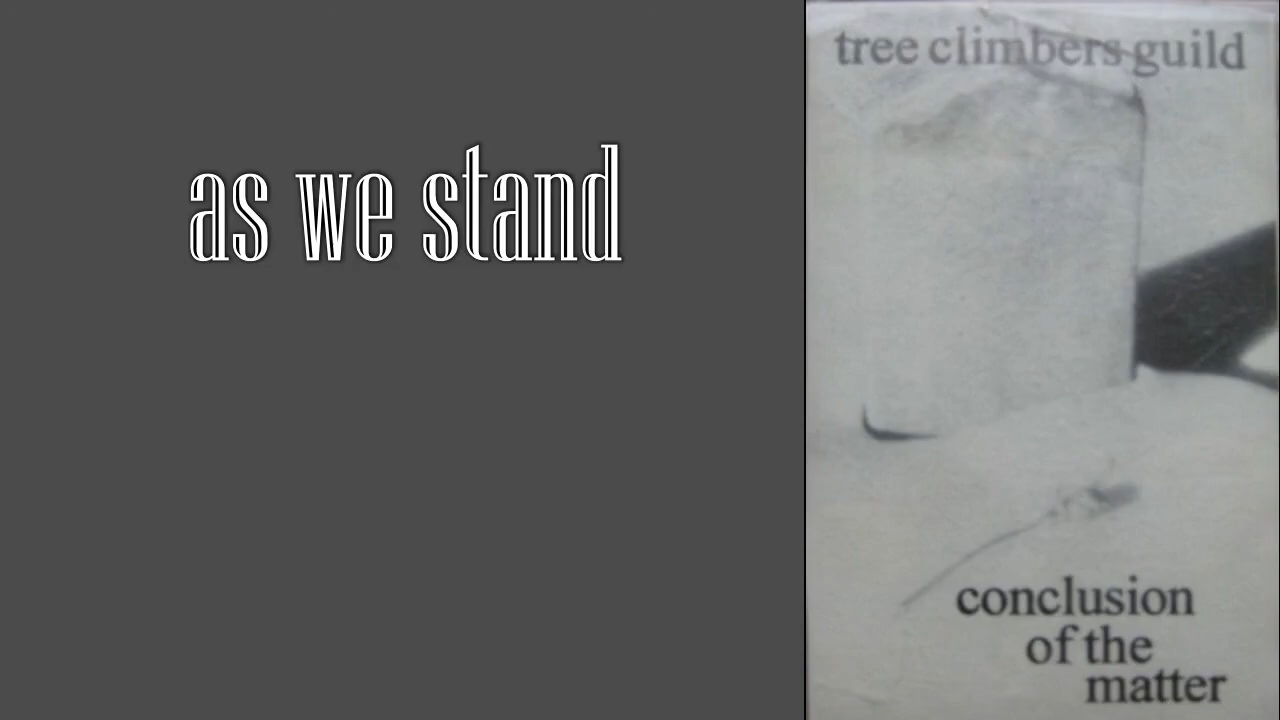 as we stand
tree climbers guild
conclusion
of the
matter